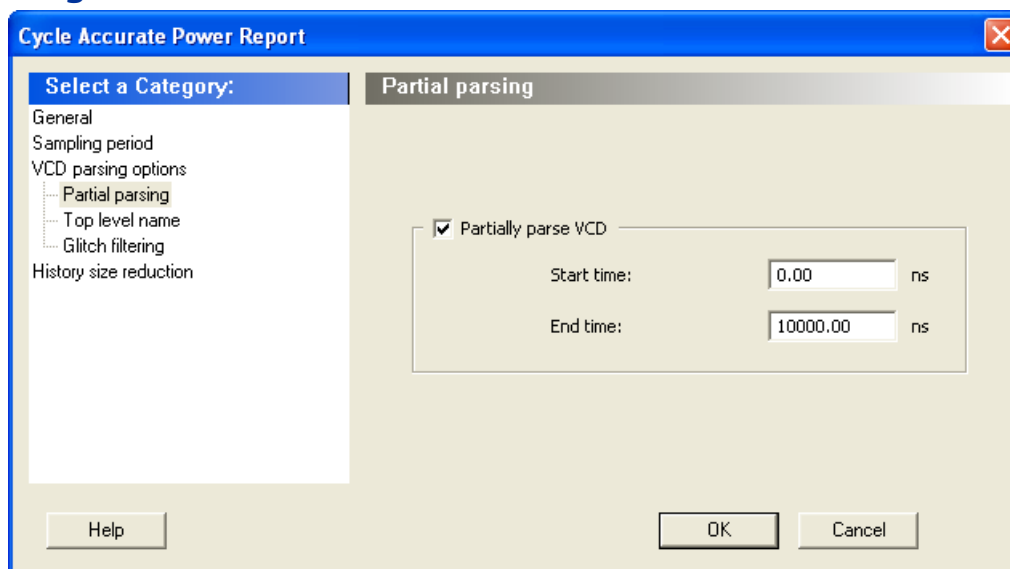 Cycle Accurate Power Report
Select a Category:
General
Sampling period
VCD parsing options
Partial parsing
Top level name
Glitch filtering
History size reduction
Partial parsing
Partially parse VCD
Start time: 0.00 ns
End time: 10000.00 ns
Help
OK
Cancel